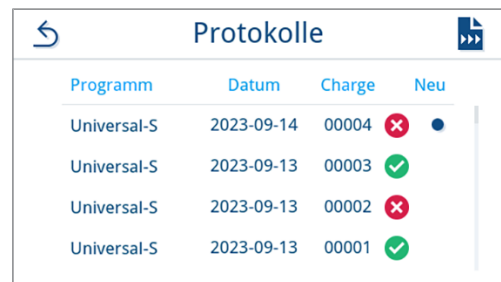 Protokolle
Programm Datum Charge Neu
Universal-S 2023-09-14 00004
Universal-S 2023-09-13 00003
Universal-S 2023-09-13 00002
Universal-S 2023-09-13 00001